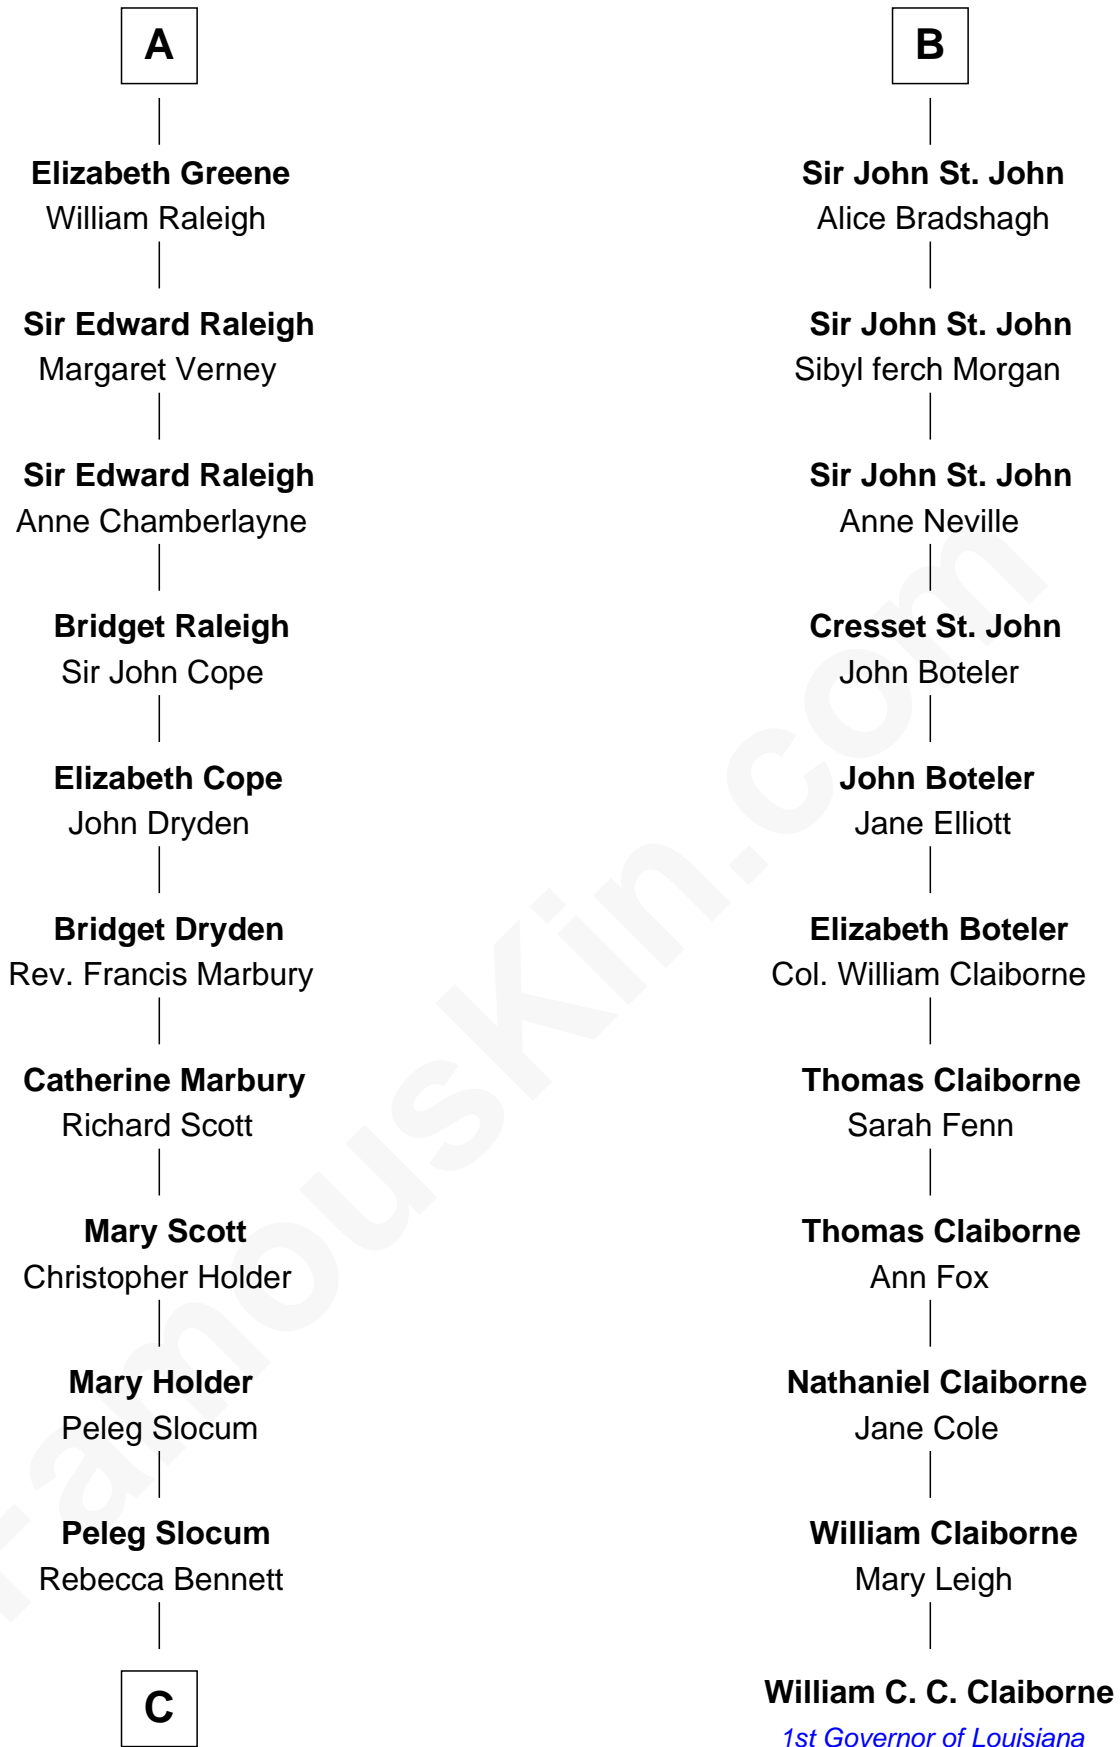 A
Elizabeth Greene
William Raleigh
Sir Edward Raleigh
Margaret Verney
Sir Edward Raleigh
Anne Chamberlayne
Bridget Raleigh
Sir John Cope
Elizabeth Cope
John Dryden
Bridget Dryden
Rev. Francis Marbury
Catherine Marbury
Richard Scott
Mary Scott
Christopher Holder
Mary Holder
Peleg Slocum
Peleg Slocum
Rebecca Bennett
C
B
Sir John St. John
Alice Bradshagh
Sir John St. John
Sibyl ferch Morgan
Sir John St. John
Anne Neville
Cresset St. John
John Boteler
John Boteler
Jane Elliott
Elizabeth Boteler
Col. William Claiborne
Thomas Claiborne
Sarah Fenn
Thomas Claiborne
Ann Fox
Nathaniel Claiborne
Jane Cole
William Claiborne
Mary Leigh
William C. C. Claiborne
1st Governor of Louisiana
FamousKin.com